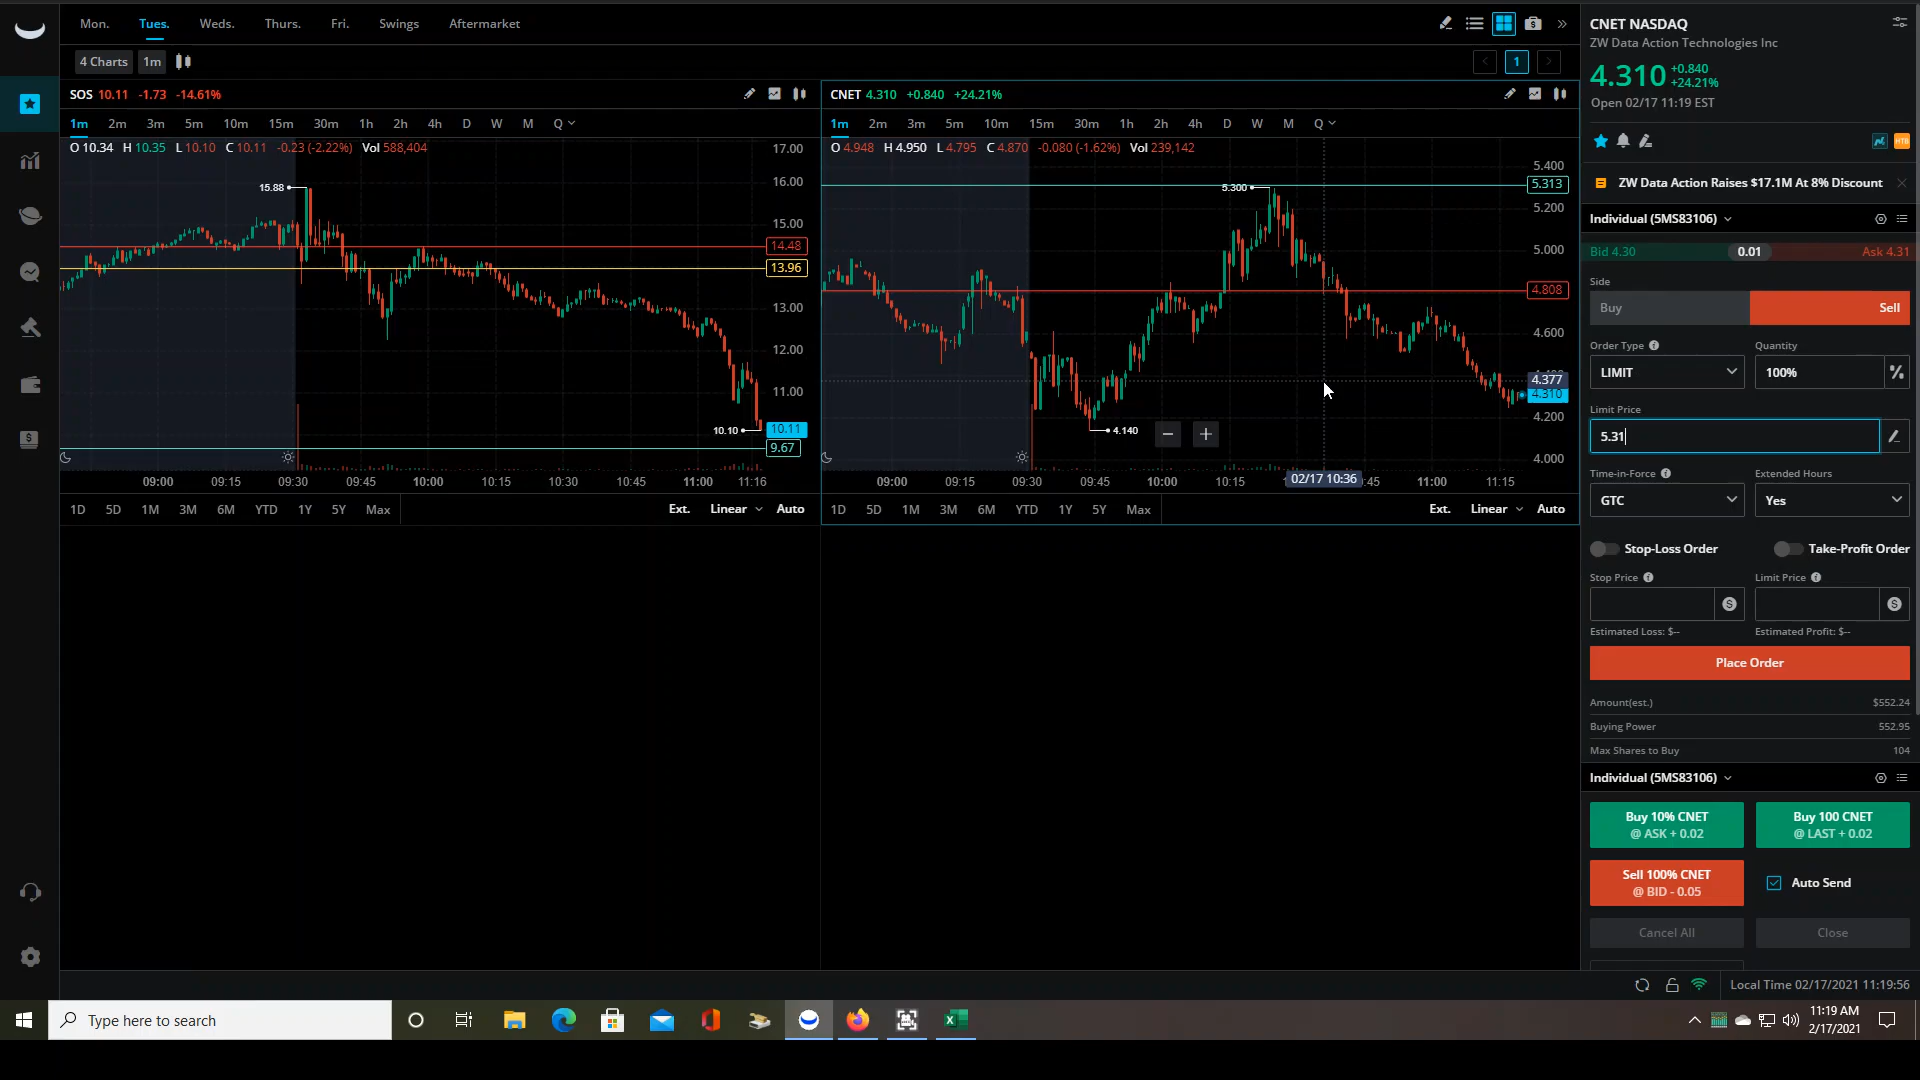 Mon. Tues. Weds. Thurs. Fri. Swings Aftermarket
4 Charts 1m
1
SOS 10.11 -1.73 -14.61%
1m 2m 3m 5m 10m 15m 30m 1h 2h 4h D W M Q
O 10.34 H 10.35 L 10.10 C 10.11 -0.23 (-2.22%) Vol 588,404
17.00
16.00
15.88
15.00
14.48
13.96
13.00
12.00
11.00
10.10
10.11
9.67
09:00 09:15 09:30 09:45 10:00 10:15 10:30 10:45 11:00 11:16
1D 5D 1M 3M 6M YTD 1Y 5Y Max Ext. Linear Auto
CNET 4.310 +0.840 +24.21%
1m 2m 3m 5m 10m 15m 30m 1h 2h 4h D W M Q
O 4.948 H 4.950 L 4.795 C 4.870 -0.080 (-1.62%) Vol 239,142
5.400
5.313
5.300
5.200
5.000
4.808
4.600
4.377
4.310
4.200
4.140
4.000
09:00 09:15 09:30 09:45 10:00 10:15 02/17 10:36 :45 11:00 11:15
1D 5D 1M 3M 6M YTD 1Y 5Y Max Ext. Linear Auto
CNET NASDAQ
ZW Data Action Technologies Inc
4.310 +0.840
+24.21%
Open 02/17 11:19 EST
HTB
ZW Data Action Raises $17.1M At 8% Discount
Individual (5MS83106)
Bid 4.30 0.01 Ask 4.31
Side
Buy Sell
Order Type Quantity
LIMIT 100% %
Limit Price
5.31
Time-in-Force Extended Hours
GTC Yes
Stop-Loss Order Take-Profit Order
Stop Price Limit Price
S S
Estimated Loss: $-- Estimated Profit: $--
Place Order
Amount(est.) $552.24
Buying Power 552.95
Max Shares to Buy 104
Individual (5MS83106)
Buy 10% CNET
@ ASK + 0.02
Buy 100 CNET
@ LAST + 0.02
Sell 100% CNET
@ BID - 0.05
Auto Send
Cancel All Close
Local Time 02/17/2021 11:19:56
Type here to search
11:19 AM
2/17/2021